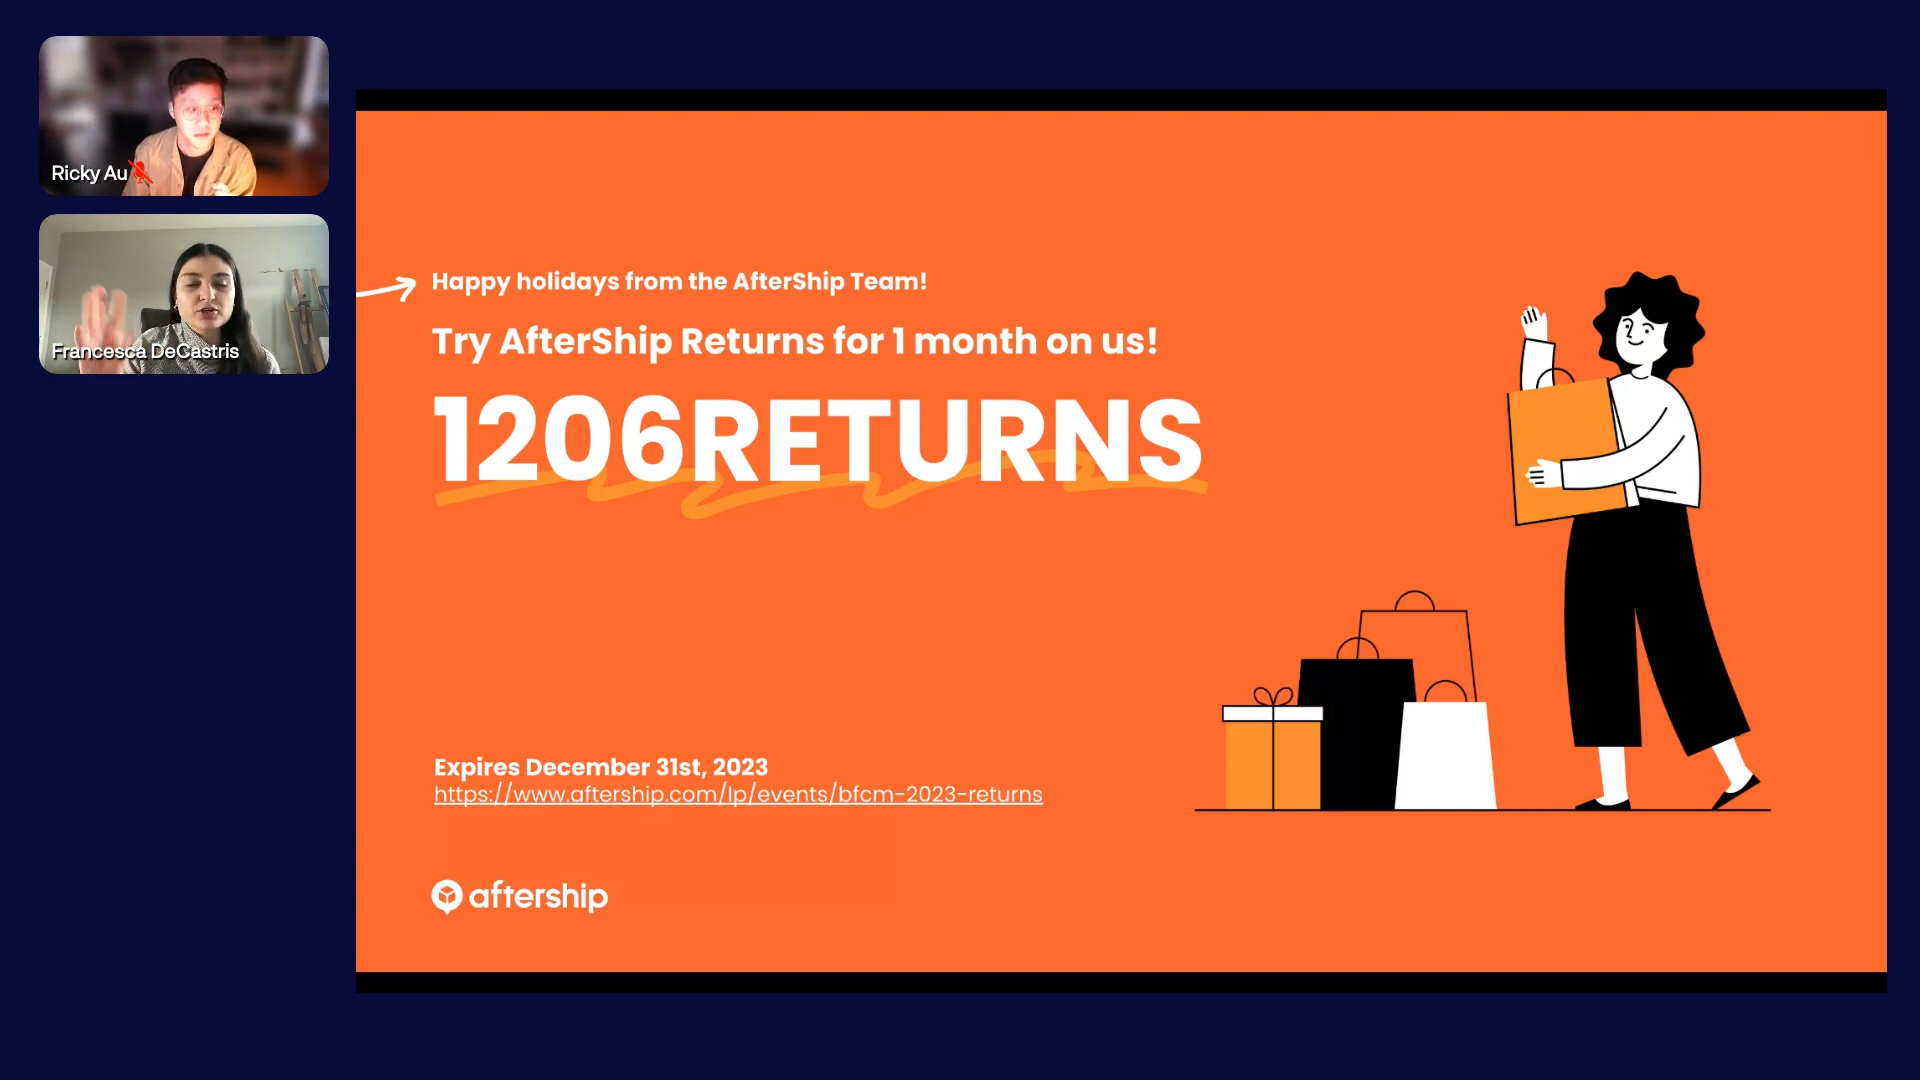 Ricky Au
Francesca DeCastris
Happy holidays from the AfterShip Team!
Try AfterShip Returns for 1 month on us!
1206RETURNS
Expires December 31st, 2023
https://www.aftership.com/lp/events/bfcm-2023-returns
aftership